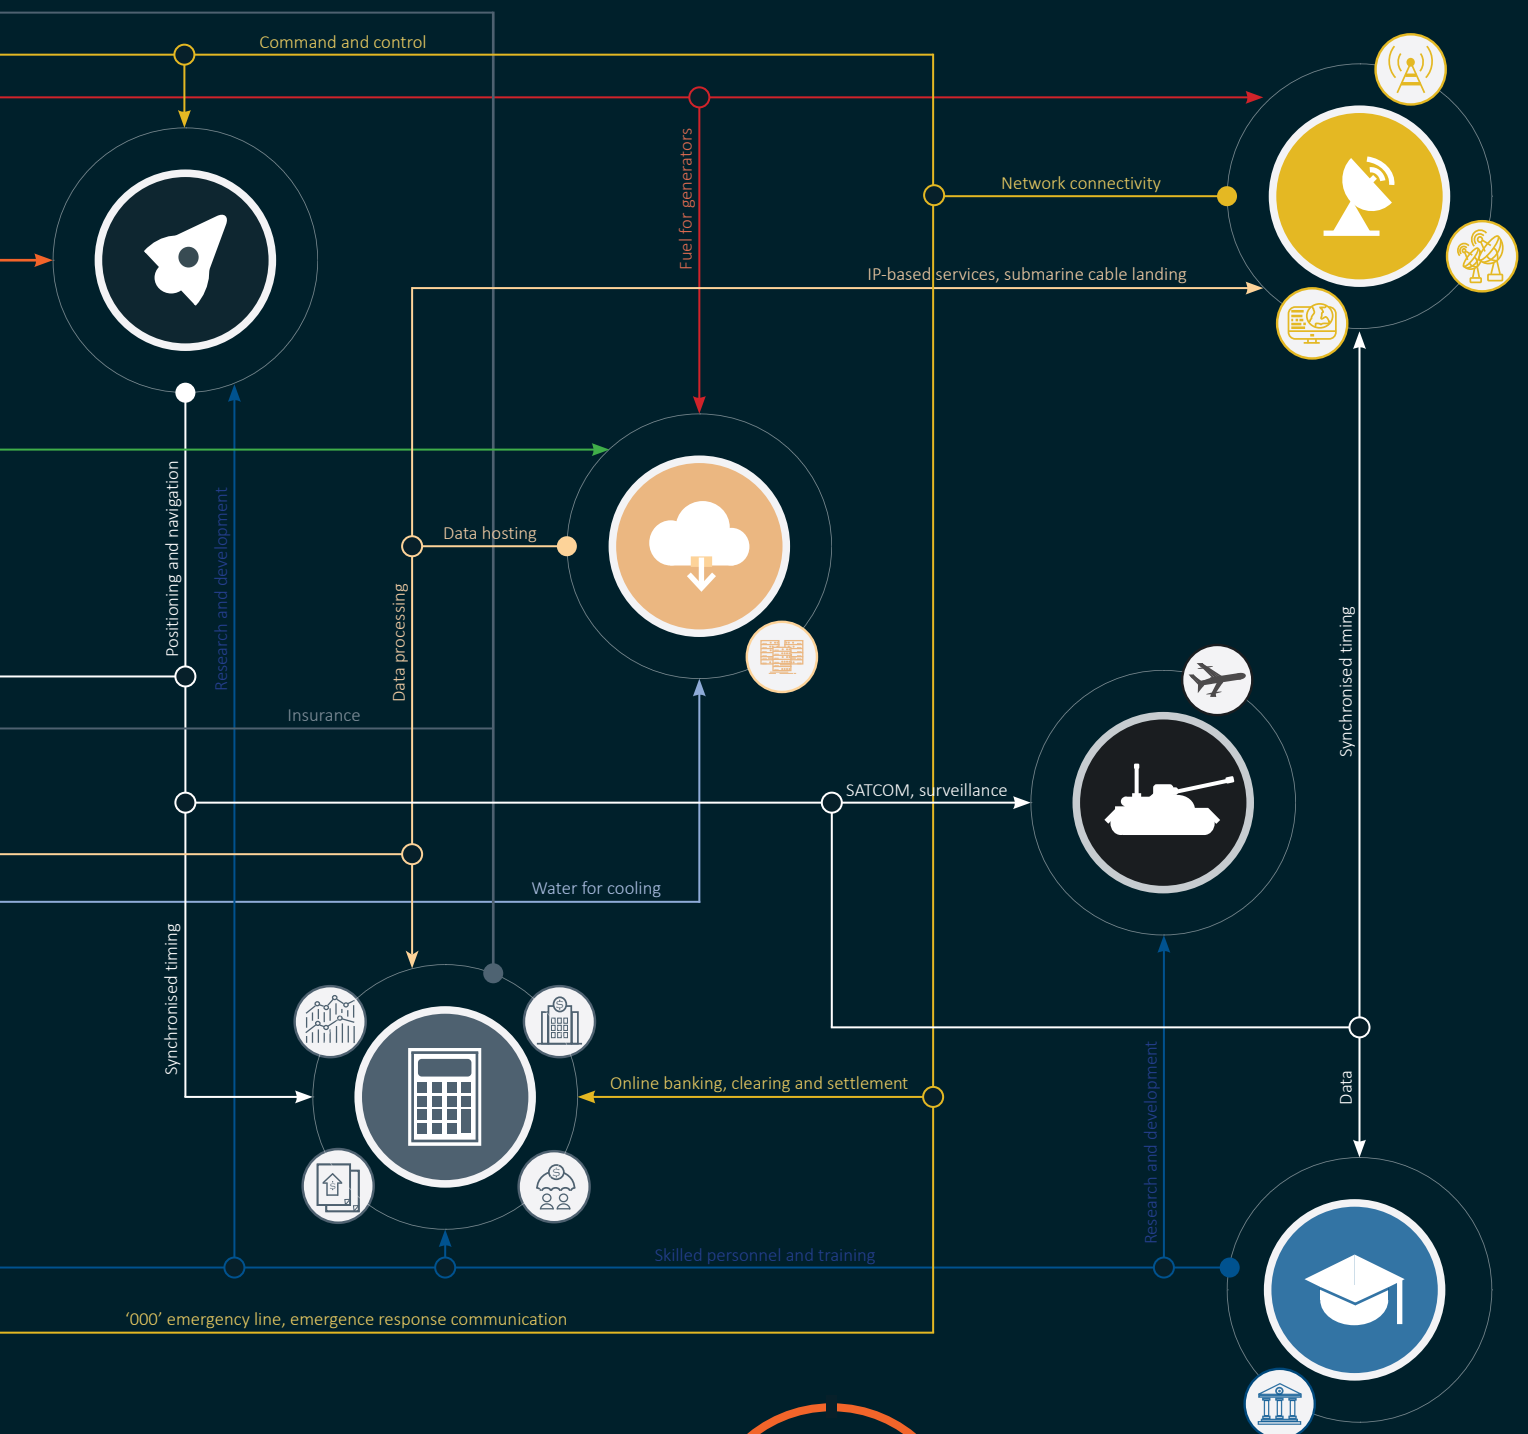 Command and control
Fuel for generators
Network connectivity
IP-based services, submarine cable landing
Positioning and navigation
Research and development
Data hosting
Data processing
Synchronised timing
Insurance
SATCOM, surveillance
Water for cooling
Synchronised timing
Online banking, clearing and settlement
Research and development
Data
Skilled personnel and training
‘000’ emergency line, emergence response communication